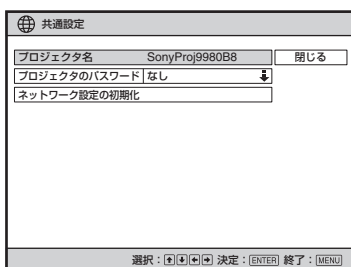 共通設定
プロジェクタ名 SonyProj9980B8 閉じる
プロジェクタのパスワード なし
ネットワーク設定の初期化
選択：↑↓←→ 決定：ENTER 終了：MENU